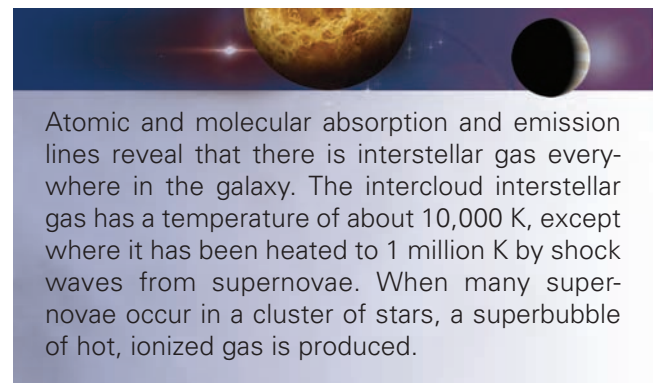 Atomic and molecular absorption and emission
lines reveal that there is interstellar gas every-
where in the galaxy. The intercloud interstellar
gas has a temperature of about 10,000 K, except
where it has been heated to 1 million K by shock
waves from supernovae. When many super-
novae occur in a cluster of stars, a superbubble
of hot, ionized gas is produced.